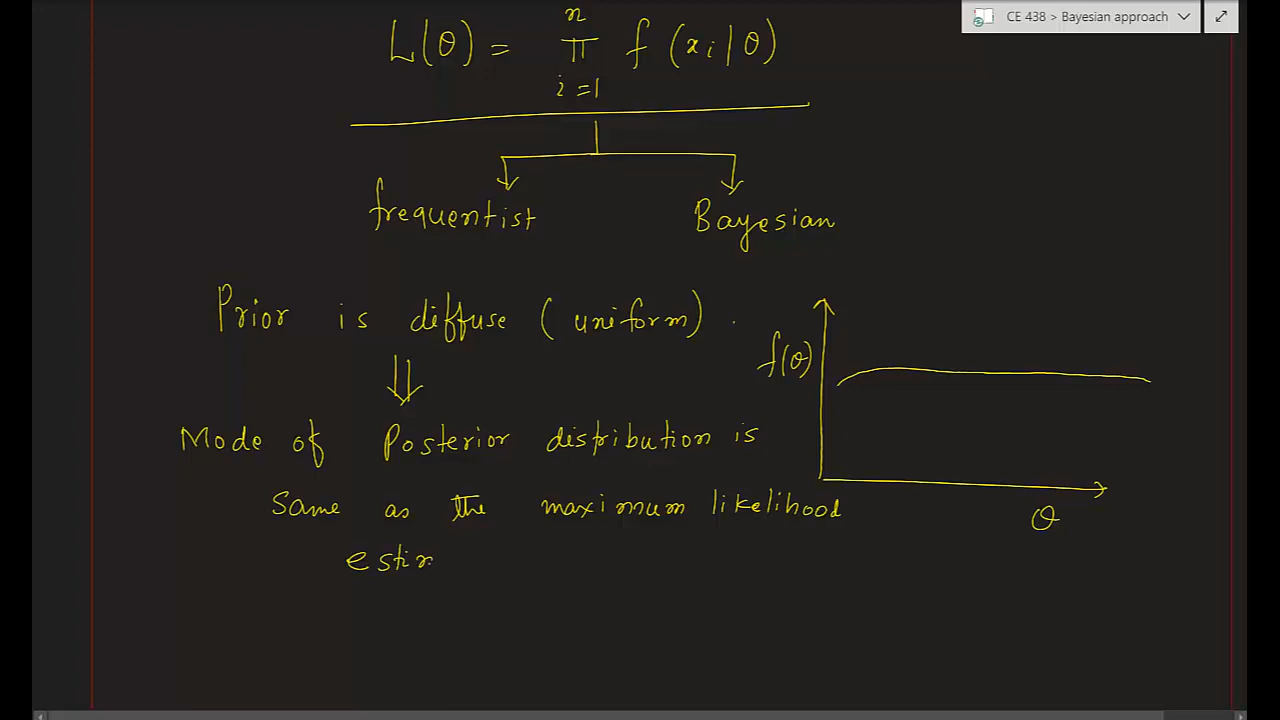 CE 438 > Bayesian approach
n
L(θ) = π f (xi | θ)
i=1
frequentist Bayesian
Prior is diffuse (uniform).
f(θ)
Mode of Posterior distribution is
Same as the maximum likelihood
θ
estim